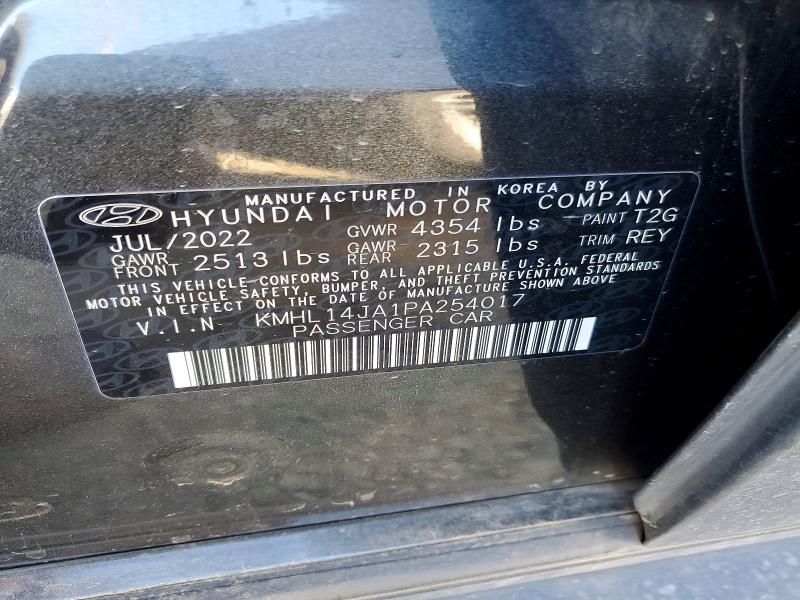 MANUFACTURED IN KOREA BY
HYUNDAI MOTOR COMPANY
JUL/2022 GVWR 4354 lbs PAINT T2G
GAWR FRONT 2513 lbs GAWR REAR 2315 lbs TRIM REY
THIS VEHICLE CONFORMS TO ALL APPLICABLE U.S.A. FEDERAL
MOTOR VEHICLE SAFETY, BUMPER, AND THEFT PREVENTION STANDARDS
IN EFFECT ON THE DATE OF MANUFACTURE SHOWN ABOVE
V.I.N KMHL14JA1PA254017
PASSENGER CAR